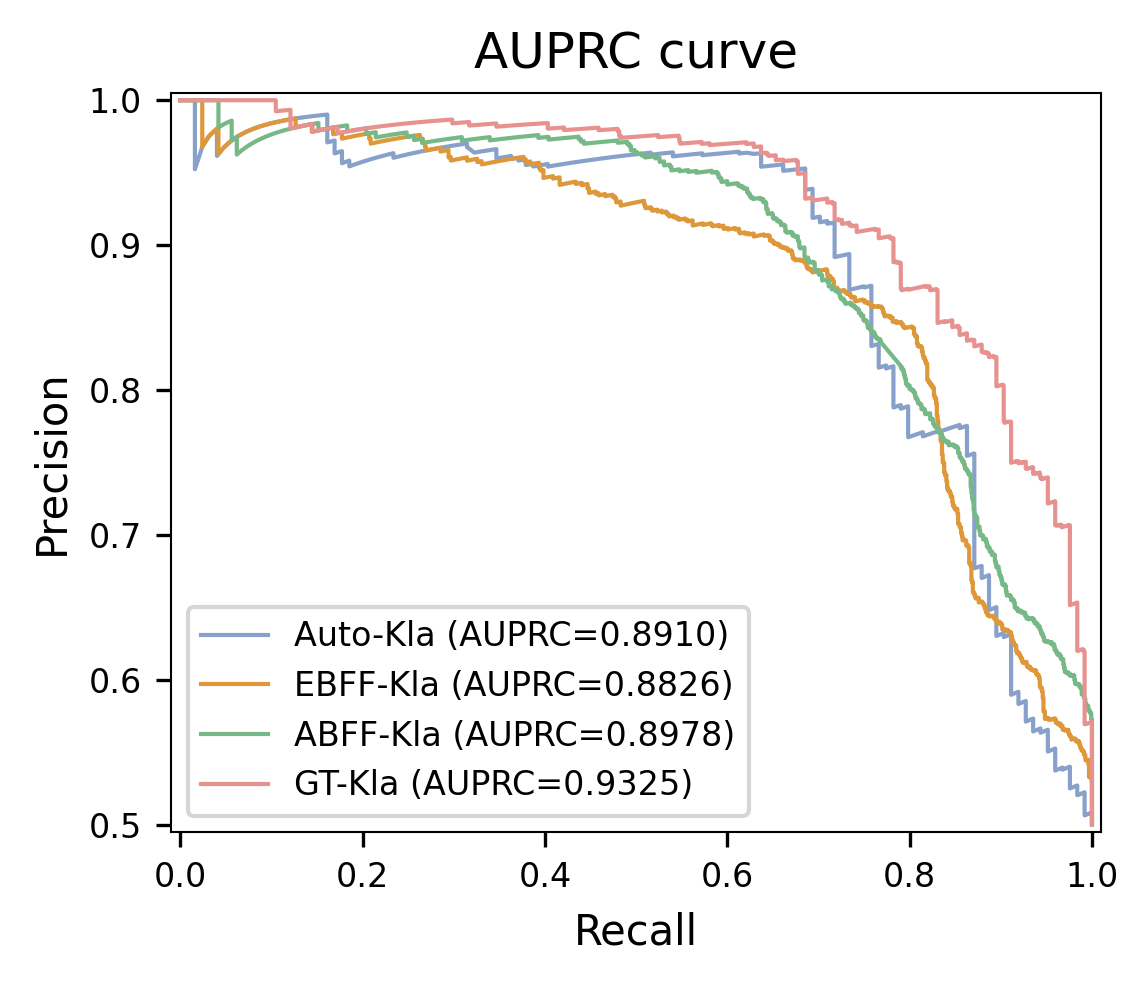 AUPRC curve
1.0
0.9
0.8
0.7
0.6
0.5
Precision
Auto-Kla (AUPRC=0.8910)
EBFF-Kla (AUPRC=0.8826)
ABFF-Kla (AUPRC=0.8978)
GT-Kla (AUPRC=0.9325)
0.0 0.2 0.4 0.6 0.8 1.0
Recall